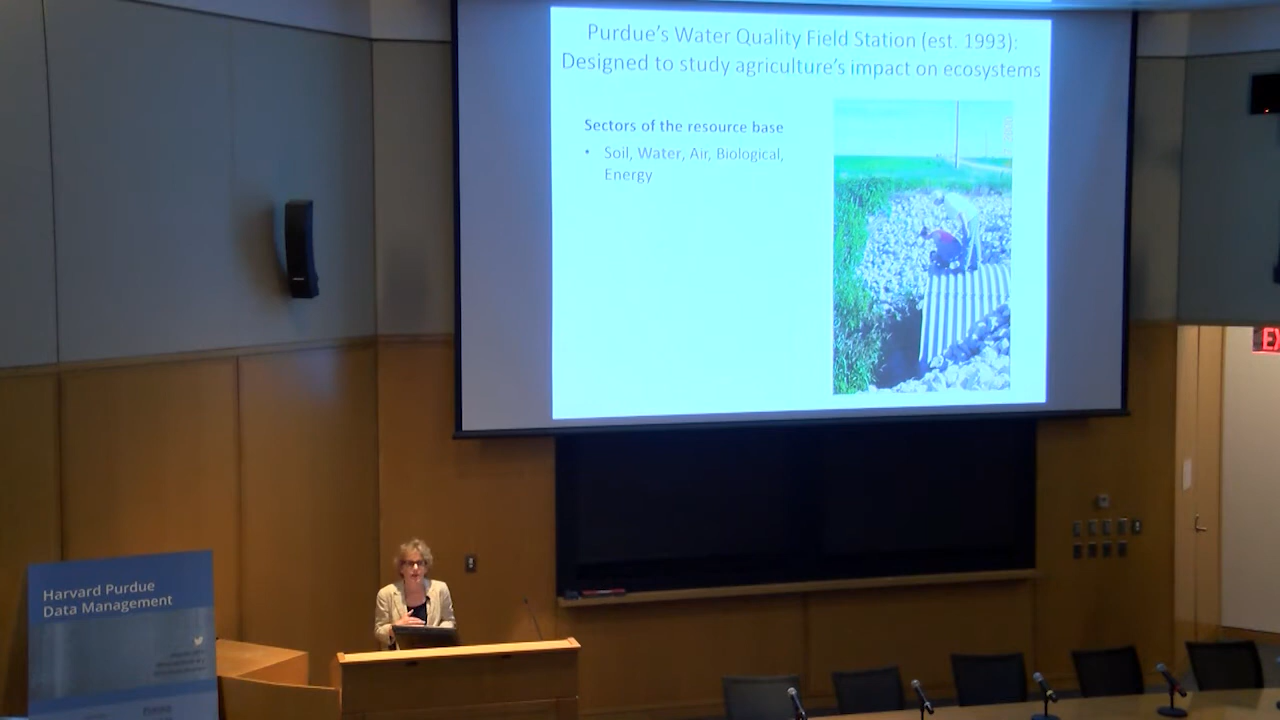 Purdue's Water Quality Field Station (est. 1993):
Designed to study agriculture's impact on ecosystems
Sectors of the resource base
• Soil, Water, Air, Biological,
Energy
EX
Harvard Purdue
Data Management